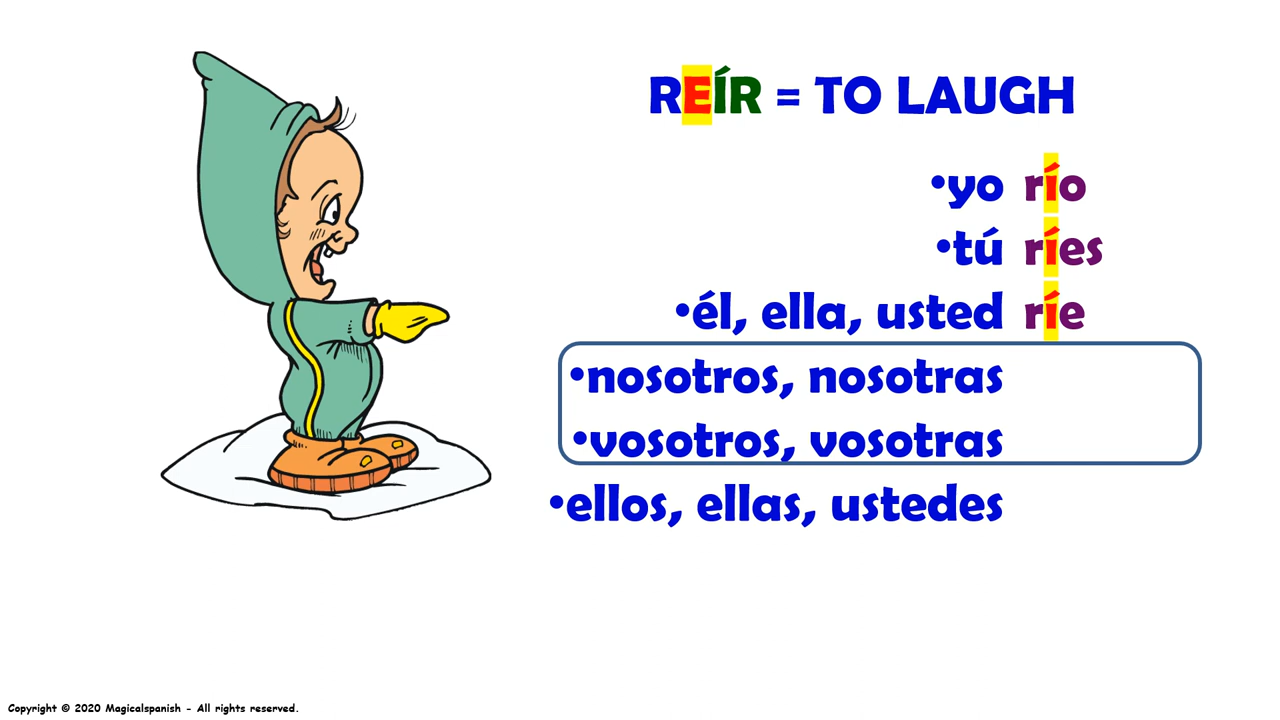 REÍR = TO LAUGH
•yo río
•tú ríes
•él, ella, usted ríe
•nosotros, nosotras
•vosotros, vosotras
•ellos, ellas, ustedes
Copyright © 2020 Magicalspanish - All rights reserved.